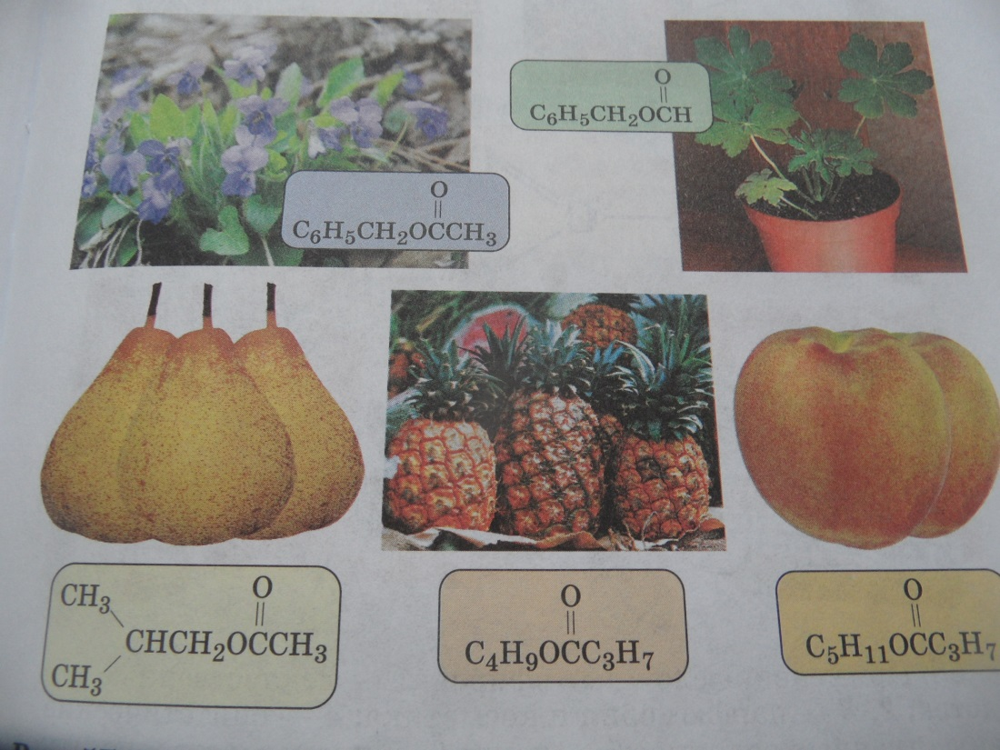 O
||
C₆H₅CH₂OCH
O
||
C₆H₅CH₂OCCH₃
CH₃
O
||
CHCH₂OCCH₃
CH₃
O
||
C₄H₉OCC₃H₇
O
||
C₅H₁₁OCC₃H₇